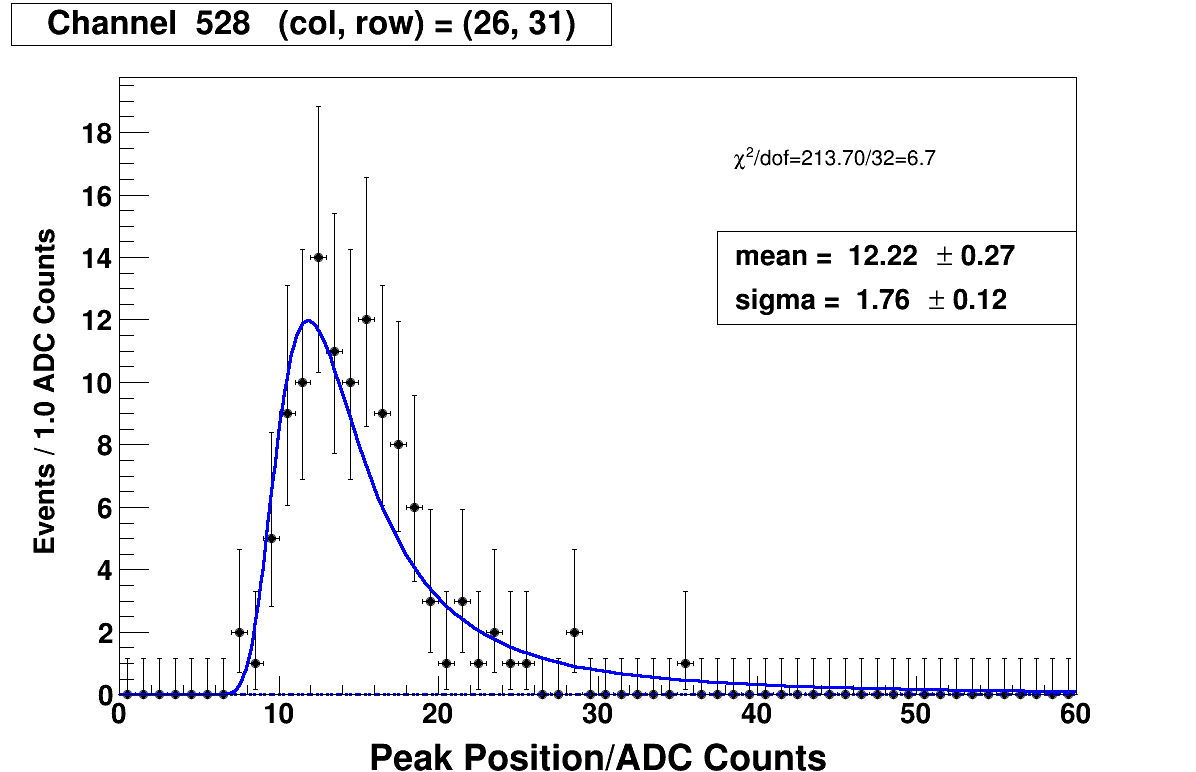 Channel 528 (col, row) = (26, 31)
χ²/dof=213.70/32=6.7
mean = 12.22 ± 0.27
sigma = 1.76 ± 0.12
Events / 1.0 ADC Counts
18
16
14
12
10
8
6
4
2
0
0 10 20 30 40 50 60
Peak Position/ADC Counts